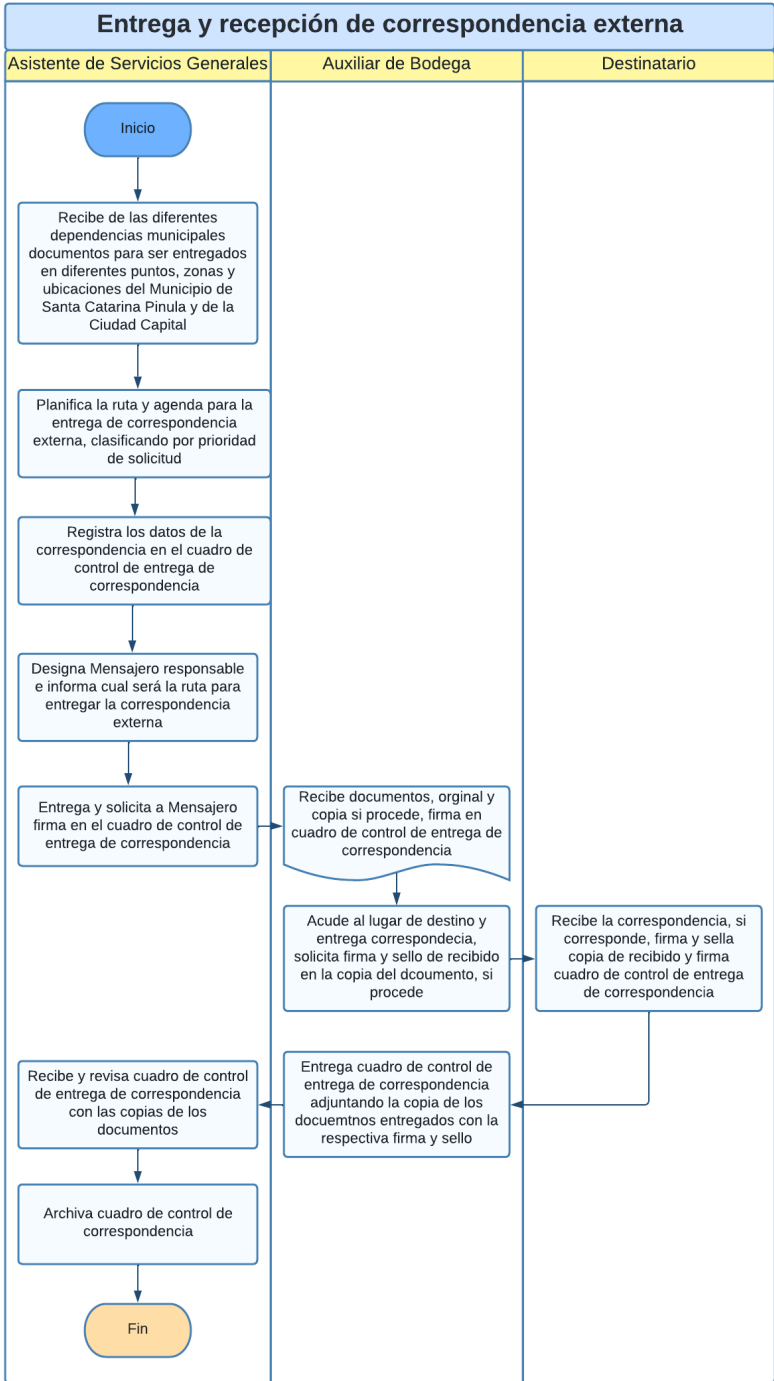 Entrega y recepción de correspondencia externa
Asistente de Servicios Generales
Auxiliar de Bodega
Destinatario
Inicio
Recibe de las diferentes
dependencias municipales
documentos para ser entregados
en diferentes puntos, zonas y
ubicaciones del Municipio de
Santa Catarina Pinula y de la
Ciudad Capital
Planifica la ruta y agenda para la
entrega de correspondencia
externa, clasificando por prioridad
de solicitud
Registra los datos de la
correspondencia en el cuadro de
control de entrega de
correspondencia
Designa Mensajero responsable
e informa cual será la ruta para
entregar la correspondencia
externa
Entrega y solicita a Mensajero
firma en el cuadro de control de
entrega de correspondencia
Recibe documentos, orginal y
copia si procede, firma en
cuadro de control de entrega de
correspondencia
Acude al lugar de destino y
entrega correspondecia,
solicita firma y sello de recibido
en la copia del dcoumento, si
procede
Recibe la correspondencia, si
corresponde, firma y sella
copia de recibido y firma
cuadro de control de entrega
de correspondencia
Entrega cuadro de control de
entrega de correspondencia
adjuntando la copia de los
docuemtnos entregados con la
respectiva firma y sello
Recibe y revisa cuadro de control
de entrega de correspondencia
con las copias de los
documentos
Archiva cuadro de control de
correspondencia
Fin